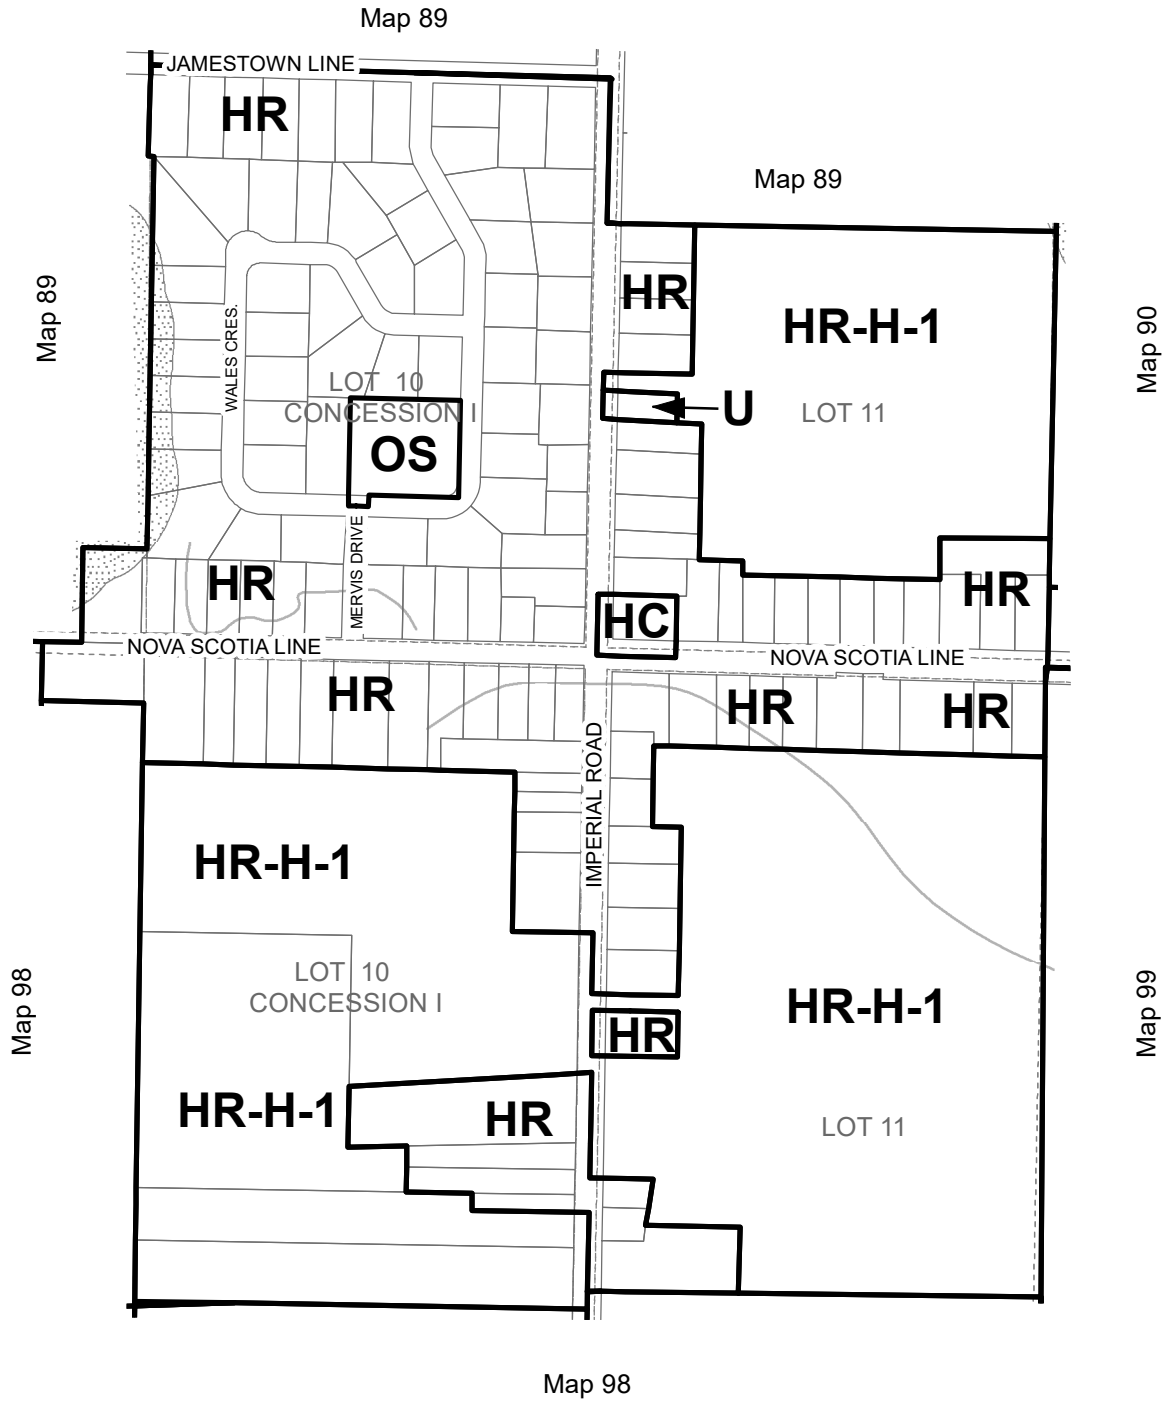 Map 89
JAMESTOWN LINE
HR
Map 89
Map 89
HR
HR-H-1
Map 90
WALES CRES.
LOT 10
CONCESSION I
U
LOT 11
OS
MERVIS DRIVE
HR
HR
HC
NOVA SCOTIA LINE
NOVA SCOTIA LINE
HR
HR
HR
IMPERIAL ROAD
HR-H-1
LOT 10
CONCESSION I
Map 98
HR-H-1
Map 99
HR
HR-H-1
HR
LOT 11
Map 98